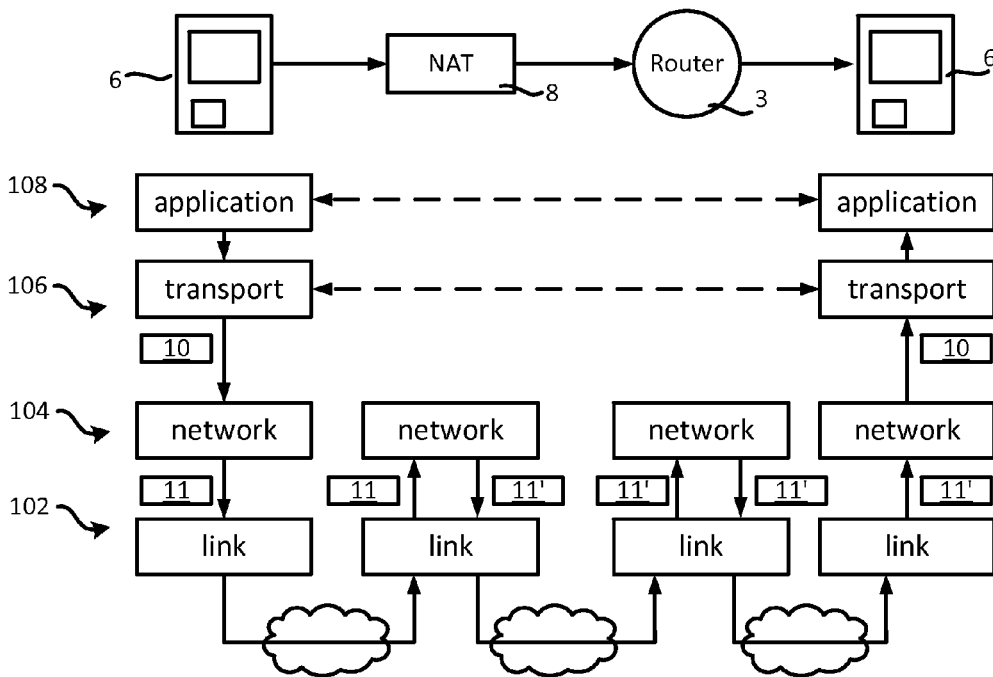 6 NAT 8 Router 3 6
108 application application
106 transport transport
10 10
104 network network network network
11 11 11' 11' 11' 11'
102 link link link link